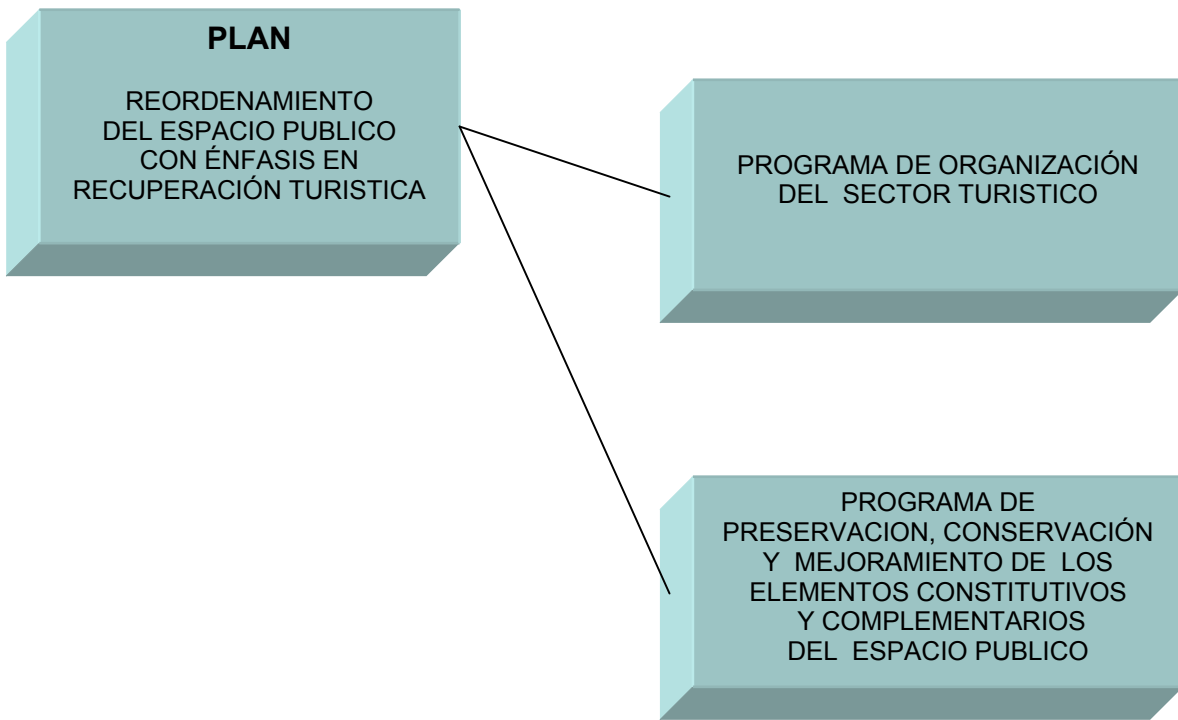 PLAN
REORDENAMIENTO
DEL ESPACIO PUBLICO
CON ÉNFASIS EN
RECUPERACIÓN TURISTICA
PROGRAMA DE ORGANIZACIÓN
DEL SECTOR TURISTICO
PROGRAMA DE
PRESERVACION, CONSERVACIÓN
Y MEJORAMIENTO DE LOS
ELEMENTOS CONSTITUTIVOS
Y COMPLEMENTARIOS
DEL ESPACIO PUBLICO